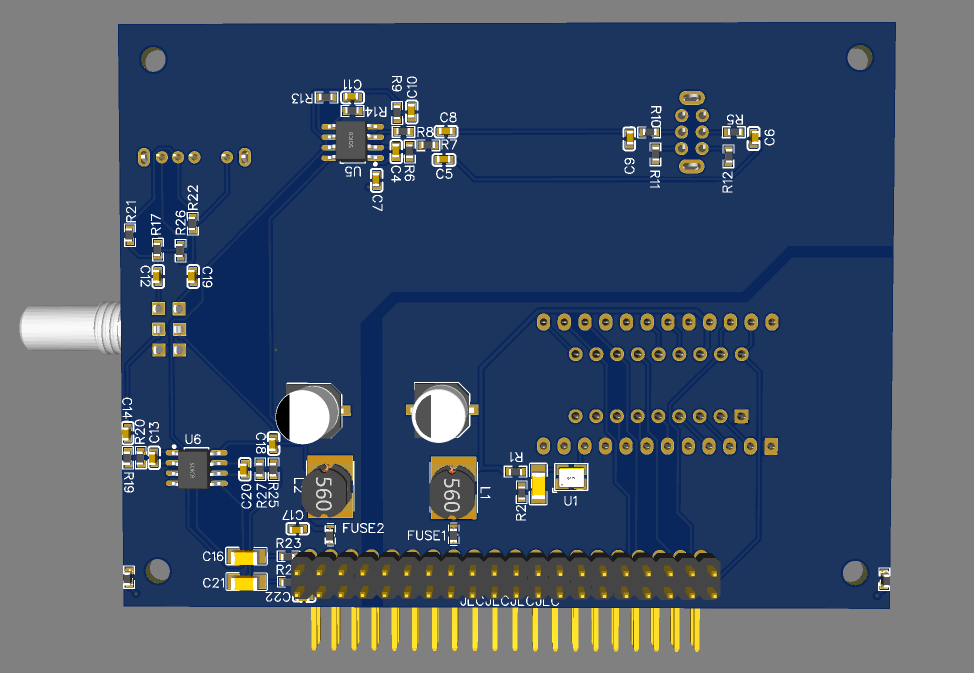 C11
R13
R14
R9
C10
C8
R8
R7
C5
C4
R6
U5
C7
R10
R5
C6
C9
R11
R12
R21
R17
R26
R22
C12
C19
C14
R20
C13
R19
U6
C18
C20
R27
R25
L2
560
L1
560
R1
R2
U1
C17
FUSE2
FUSE1
C16
R23
C21
R2
C22
JLCJLCJLCJLC